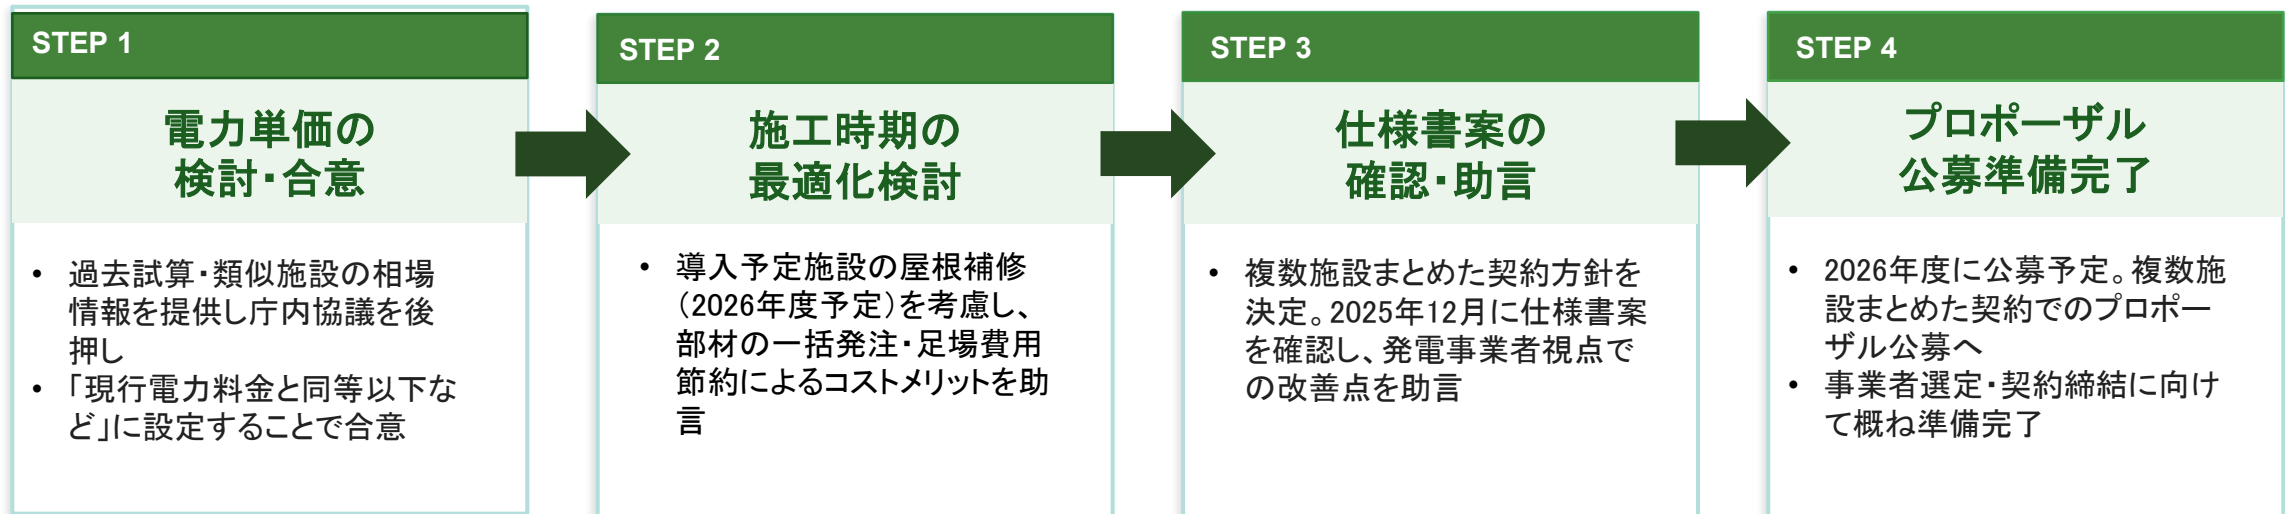 STEP 1
電力単価の
検討・合意
• 過去試算・類似施設の相場
情報を提供し庁内協議を後
押し
• 「現行電力料金と同等以下な
ど」に設定することで合意
STEP 2
施工時期の
最適化検討
• 導入予定施設の屋根補修
（2026年度予定）を考慮し、
部材の一括発注・足場費用
節約によるコストメリットを助
言
STEP 3
仕様書案の
確認・助言
• 複数施設まとめた契約方針を
決定。2025年12月に仕様書案
を確認し、発電事業者視点で
の改善点を助言
STEP 4
プロポーザル
公募準備完了
• 2026年度に公募予定。複数施
設まとめた契約でのプロポー
ザル公募へ
• 事業者選定・契約締結に向け
て概ね準備完了